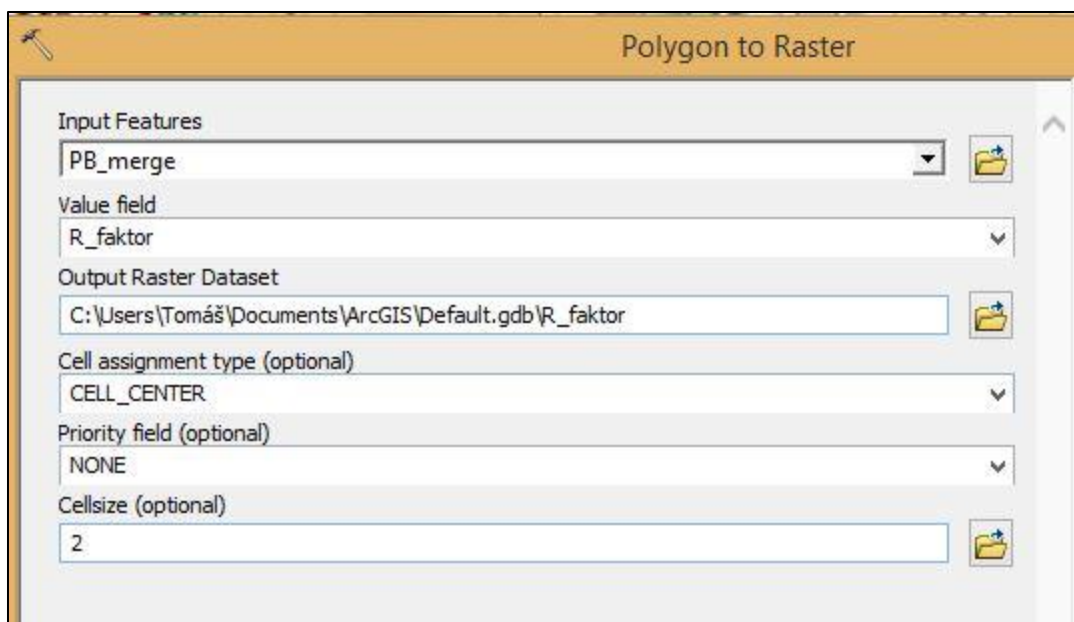 Polygon to Raster
Input Features
PB_merge
Value field
R_faktor
Output Raster Dataset
C:\Users\Tomáš\Documents\ArcGIS\Default.gdb\R_faktor
Cell assignment type (optional)
CELL_CENTER
Priority field (optional)
NONE
Cellsize (optional)
2